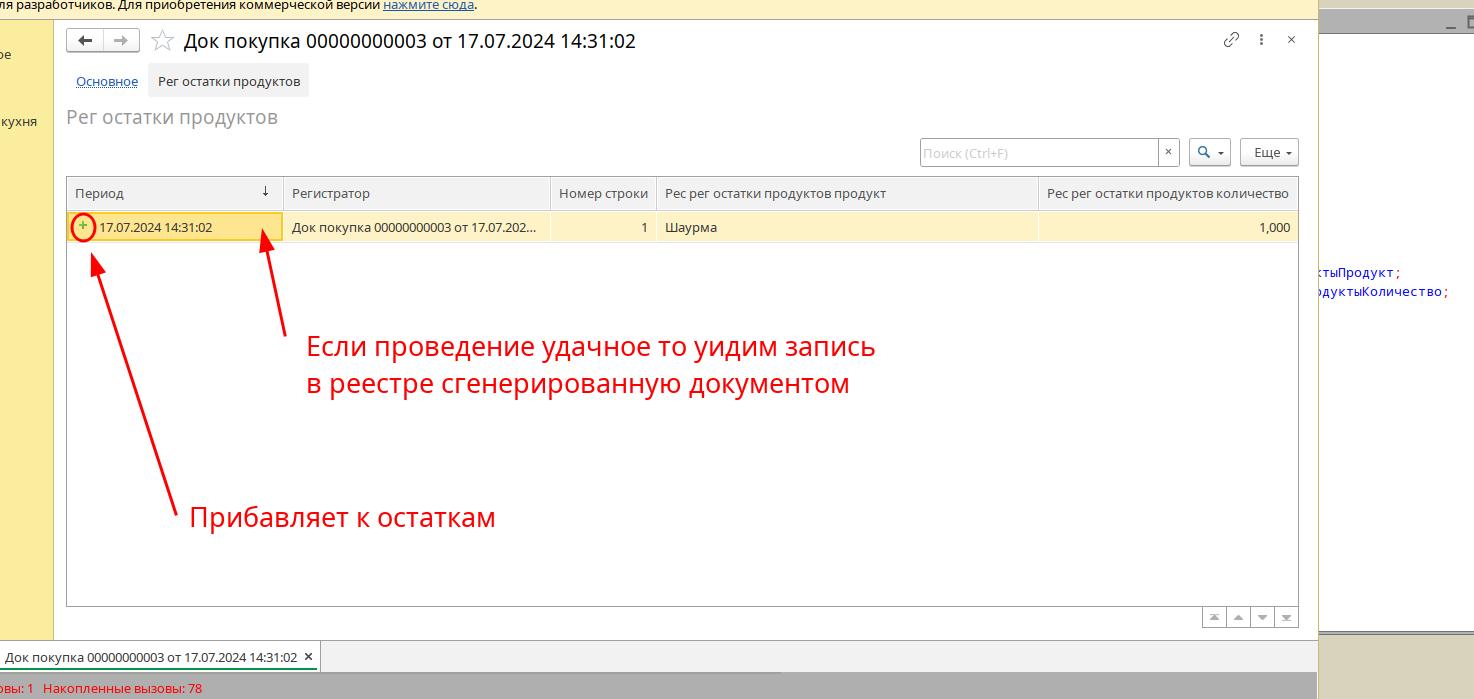 ля разработчиков. Для приобретения коммерческой версии нажмите сюда.
Док покупка 00000000003 от 17.07.2024 14:31:02
ое
Основное Рег остатки продуктов
Рег остатки продуктов
кухня
Поиск (Ctrl+F) × Еще
Период ↓ Регистратор Номер строки Рес рег остатки продуктов продукт Рес рег остатки продуктов количество
+ 17.07.2024 14:31:02 Док покупка 00000000003 от 17.07.202... 1 Шаурма 1,000
ктыПродукт;
одуктыКоличество;
Если проведение удачное то уидим запись
в реестре сгенерированную документом
Прибавляет к остаткам
Док покупка 00000000003 от 17.07.2024 14:31:02 ×
овы: 1 Накопленные вызовы: 78